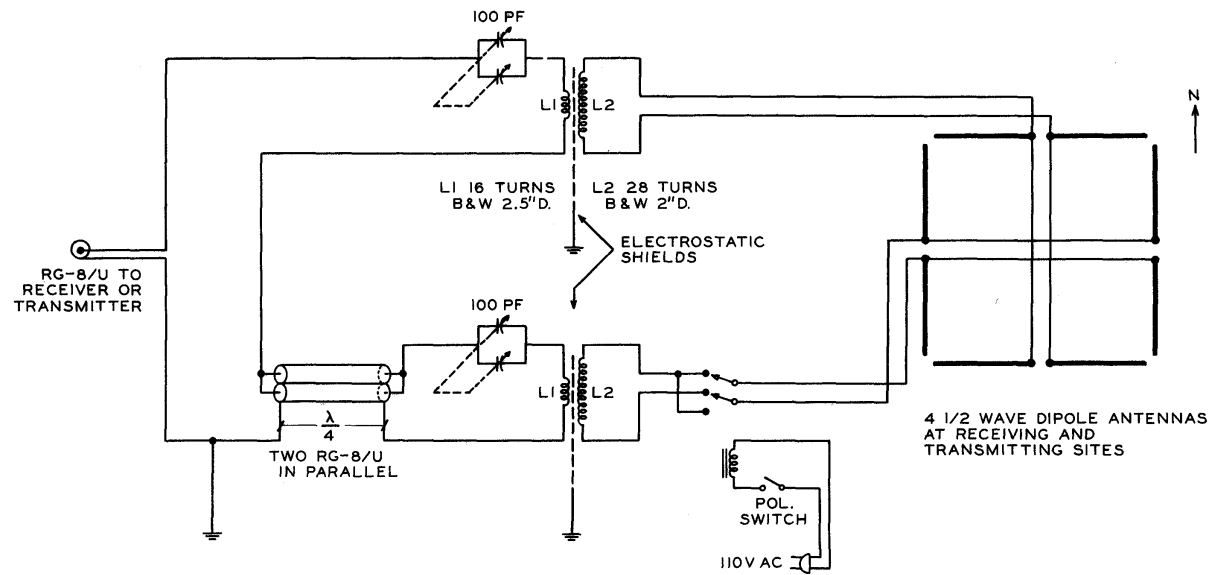 100 PF
L1
L2
N
L1 16 TURNS
B&W 2.5"D.
L2 28 TURNS
B&W 2"D.
ELECTROSTATIC
SHIELDS
RG-8/U TO
RECEIVER OR
TRANSMITTER
100 PF
L1
L2
λ
4
TWO RG-8/U
IN PARALLEL
4 1/2 WAVE DIPOLE ANTENNAS
AT RECEIVING AND
TRANSMITTING SITES
POL.
SWITCH
110V AC